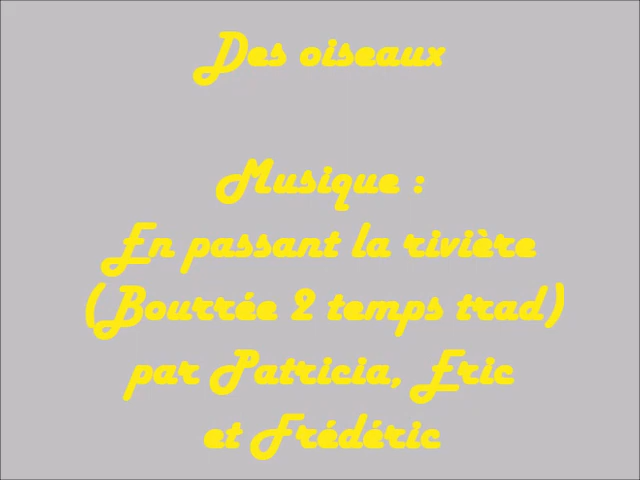 Des oiseaux
Musique :
En passant la rivière
(Bourrée 2 temps trad)
par Patricia, Eric
et Frédéric